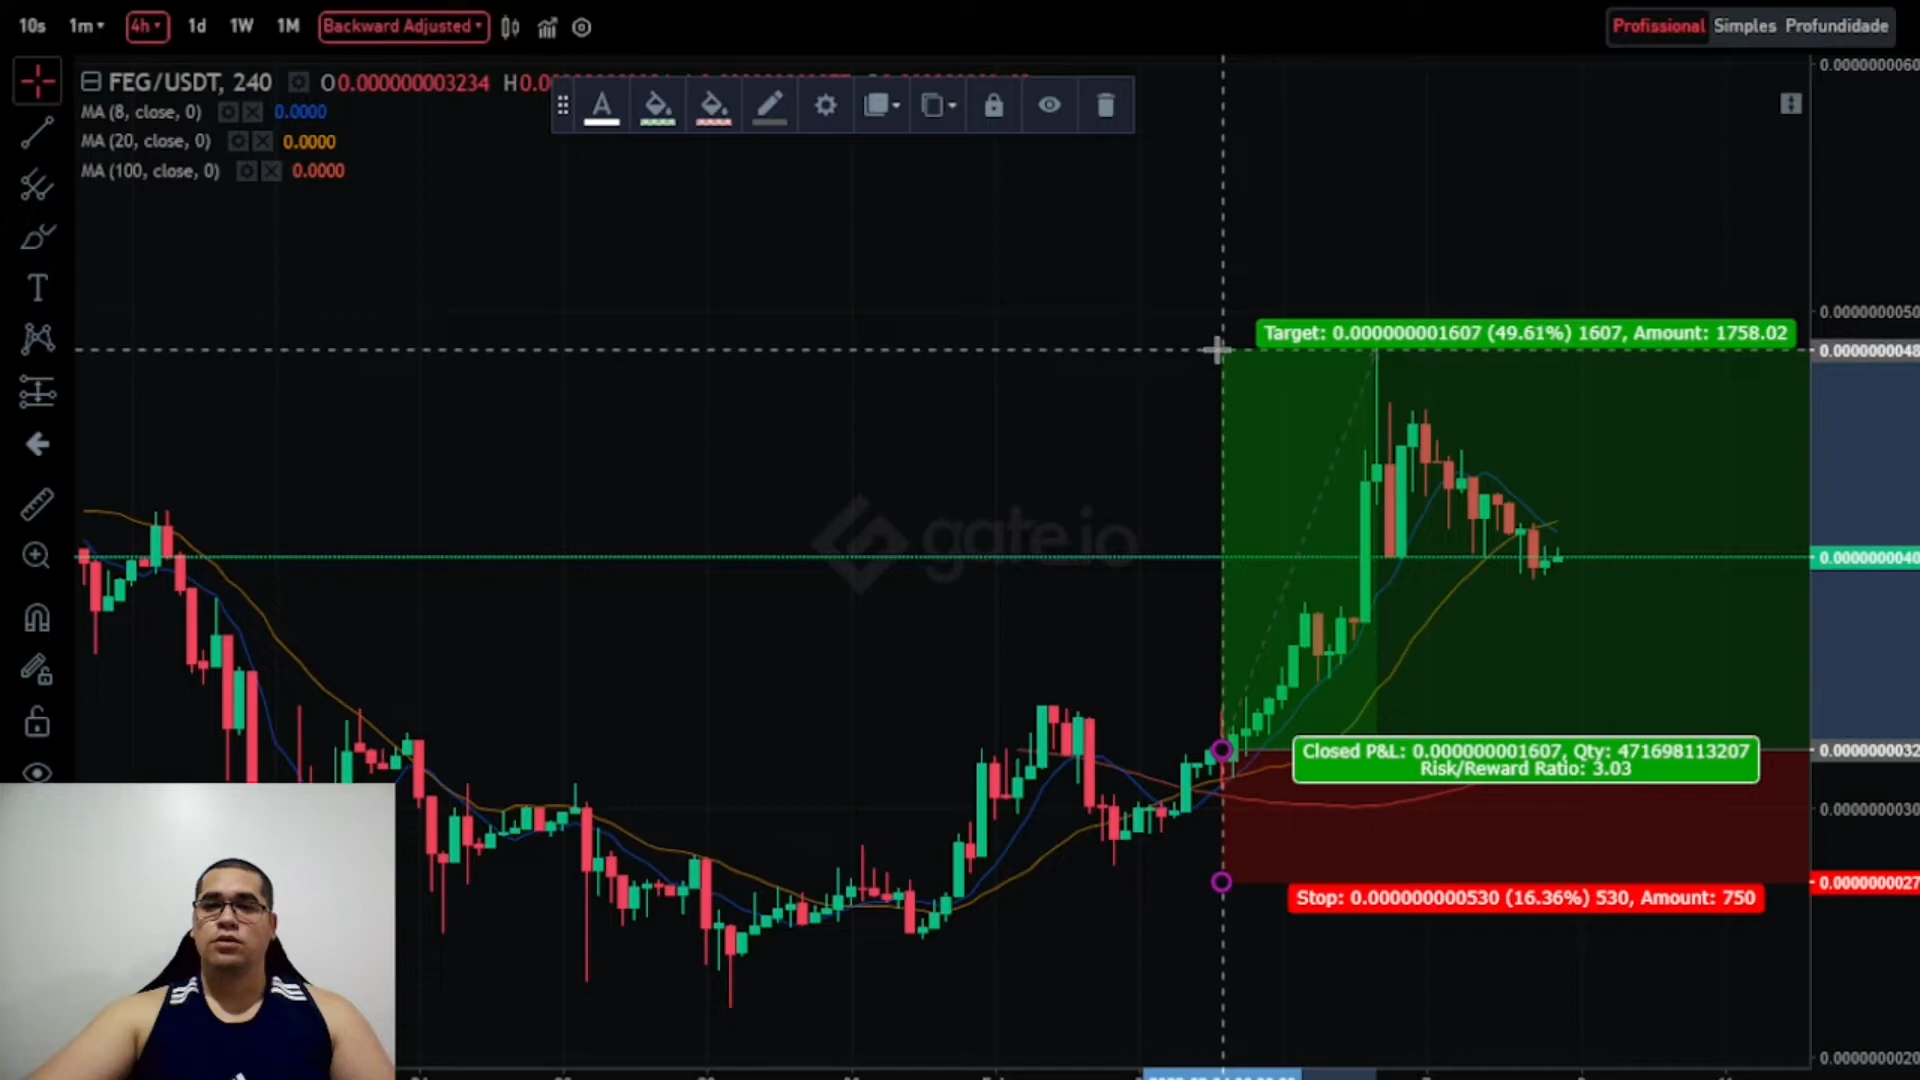 10s 1m 4h 1d 1W 1M Backward Adjusted
Profissional Simples Profundidade
FEG/USDT, 240 O0.000000003234 H0.0
MA (8, close, 0) 0.0000
MA (20, close, 0) 0.0000
MA (100, close, 0) 0.0000
T
A
gate.io
Target: 0.000000001607 (49.61%) 1607, Amount: 1758.02
Closed P&L: 0.000000001607, Qty: 471698113207
Risk/Reward Ratio: 3.03
Stop: 0.000000000530 (16.36%) 530, Amount: 750
0.0000000060
0.0000000050
0.0000000048
0.0000000040
0.0000000032
0.0000000030
0.0000000027
0.0000000020